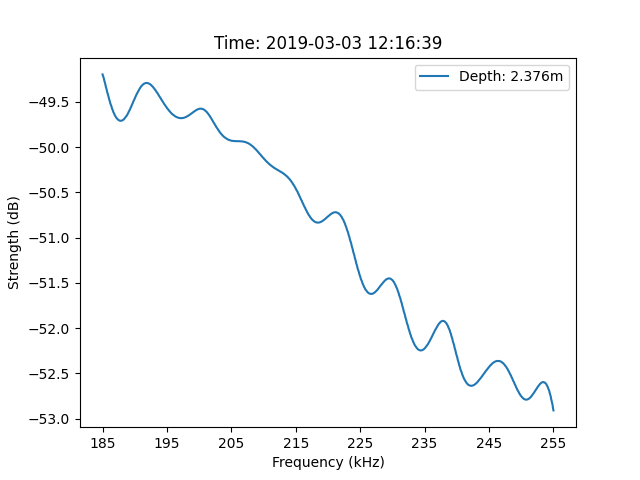 Time: 2019-03-03 12:16:39
Depth: 2.376m
−49.5
−50.0
−50.5
−51.0
−51.5
−52.0
−52.5
−53.0
Strength (dB)
185 195 205 215 225 235 245 255
Frequency (kHz)